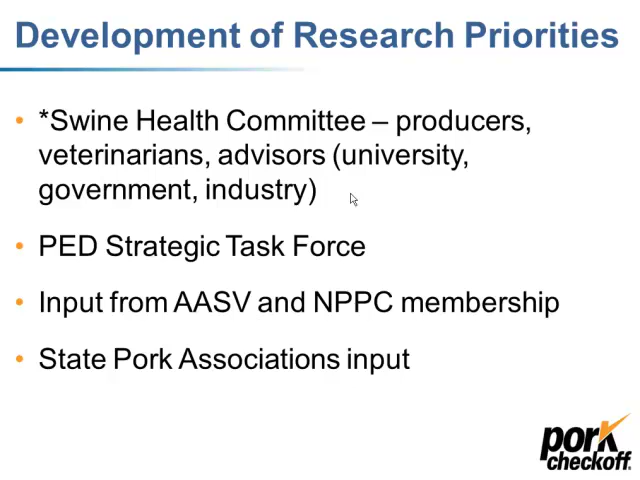 Development of Research Priorities
• *Swine Health Committee – producers,
veterinarians, advisors (university,
government, industry)
• PED Strategic Task Force
• Input from AASV and NPPC membership
• State Pork Associations input
pork
checkoff.